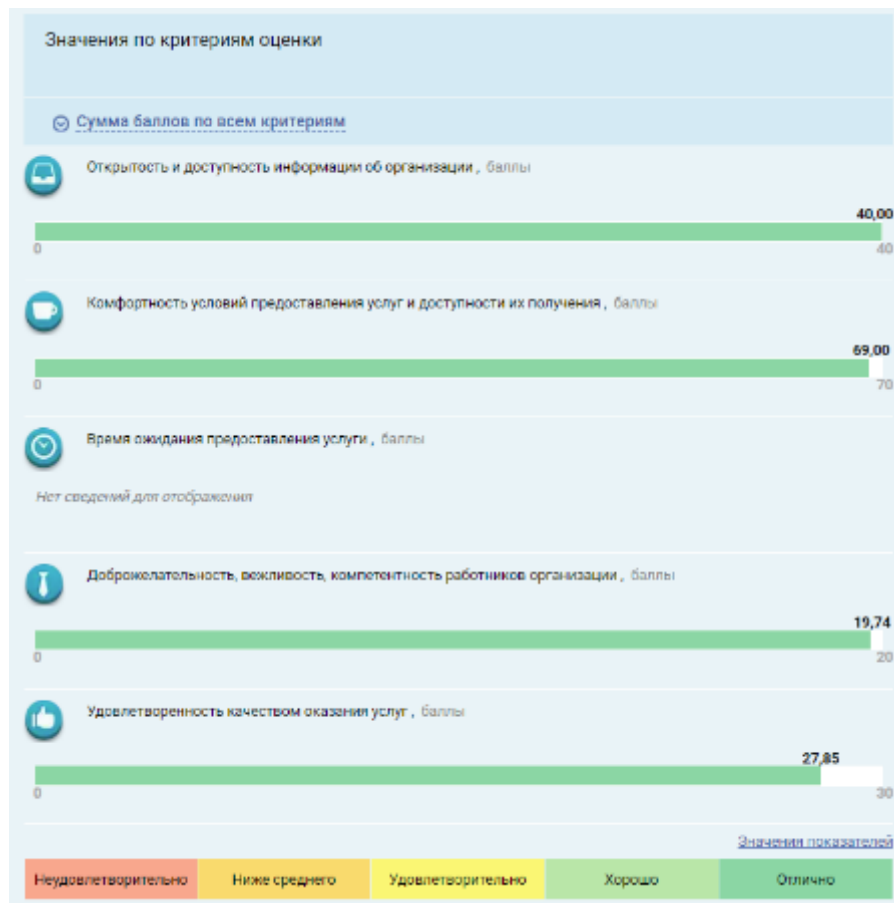 Значения по критериям оценки
Сумма баллов по всем критериям
Открытость и доступность информации об организации, баллы
40,00
0 40
Комфортность условий предоставления услуг и доступности их получения, баллы
69,00
0 70
Время ожидания предоставления услуги, баллы
Нет сведений для отображения
Доброжелательность, вежливость, компетентность работников организации, баллы
19,74
0 20
Удовлетворенность качеством оказания услуг, баллы
27,85
0 30
Значения показателей
Неудовлетворительно Ниже среднего Удовлетворительно Хорошо Отлично